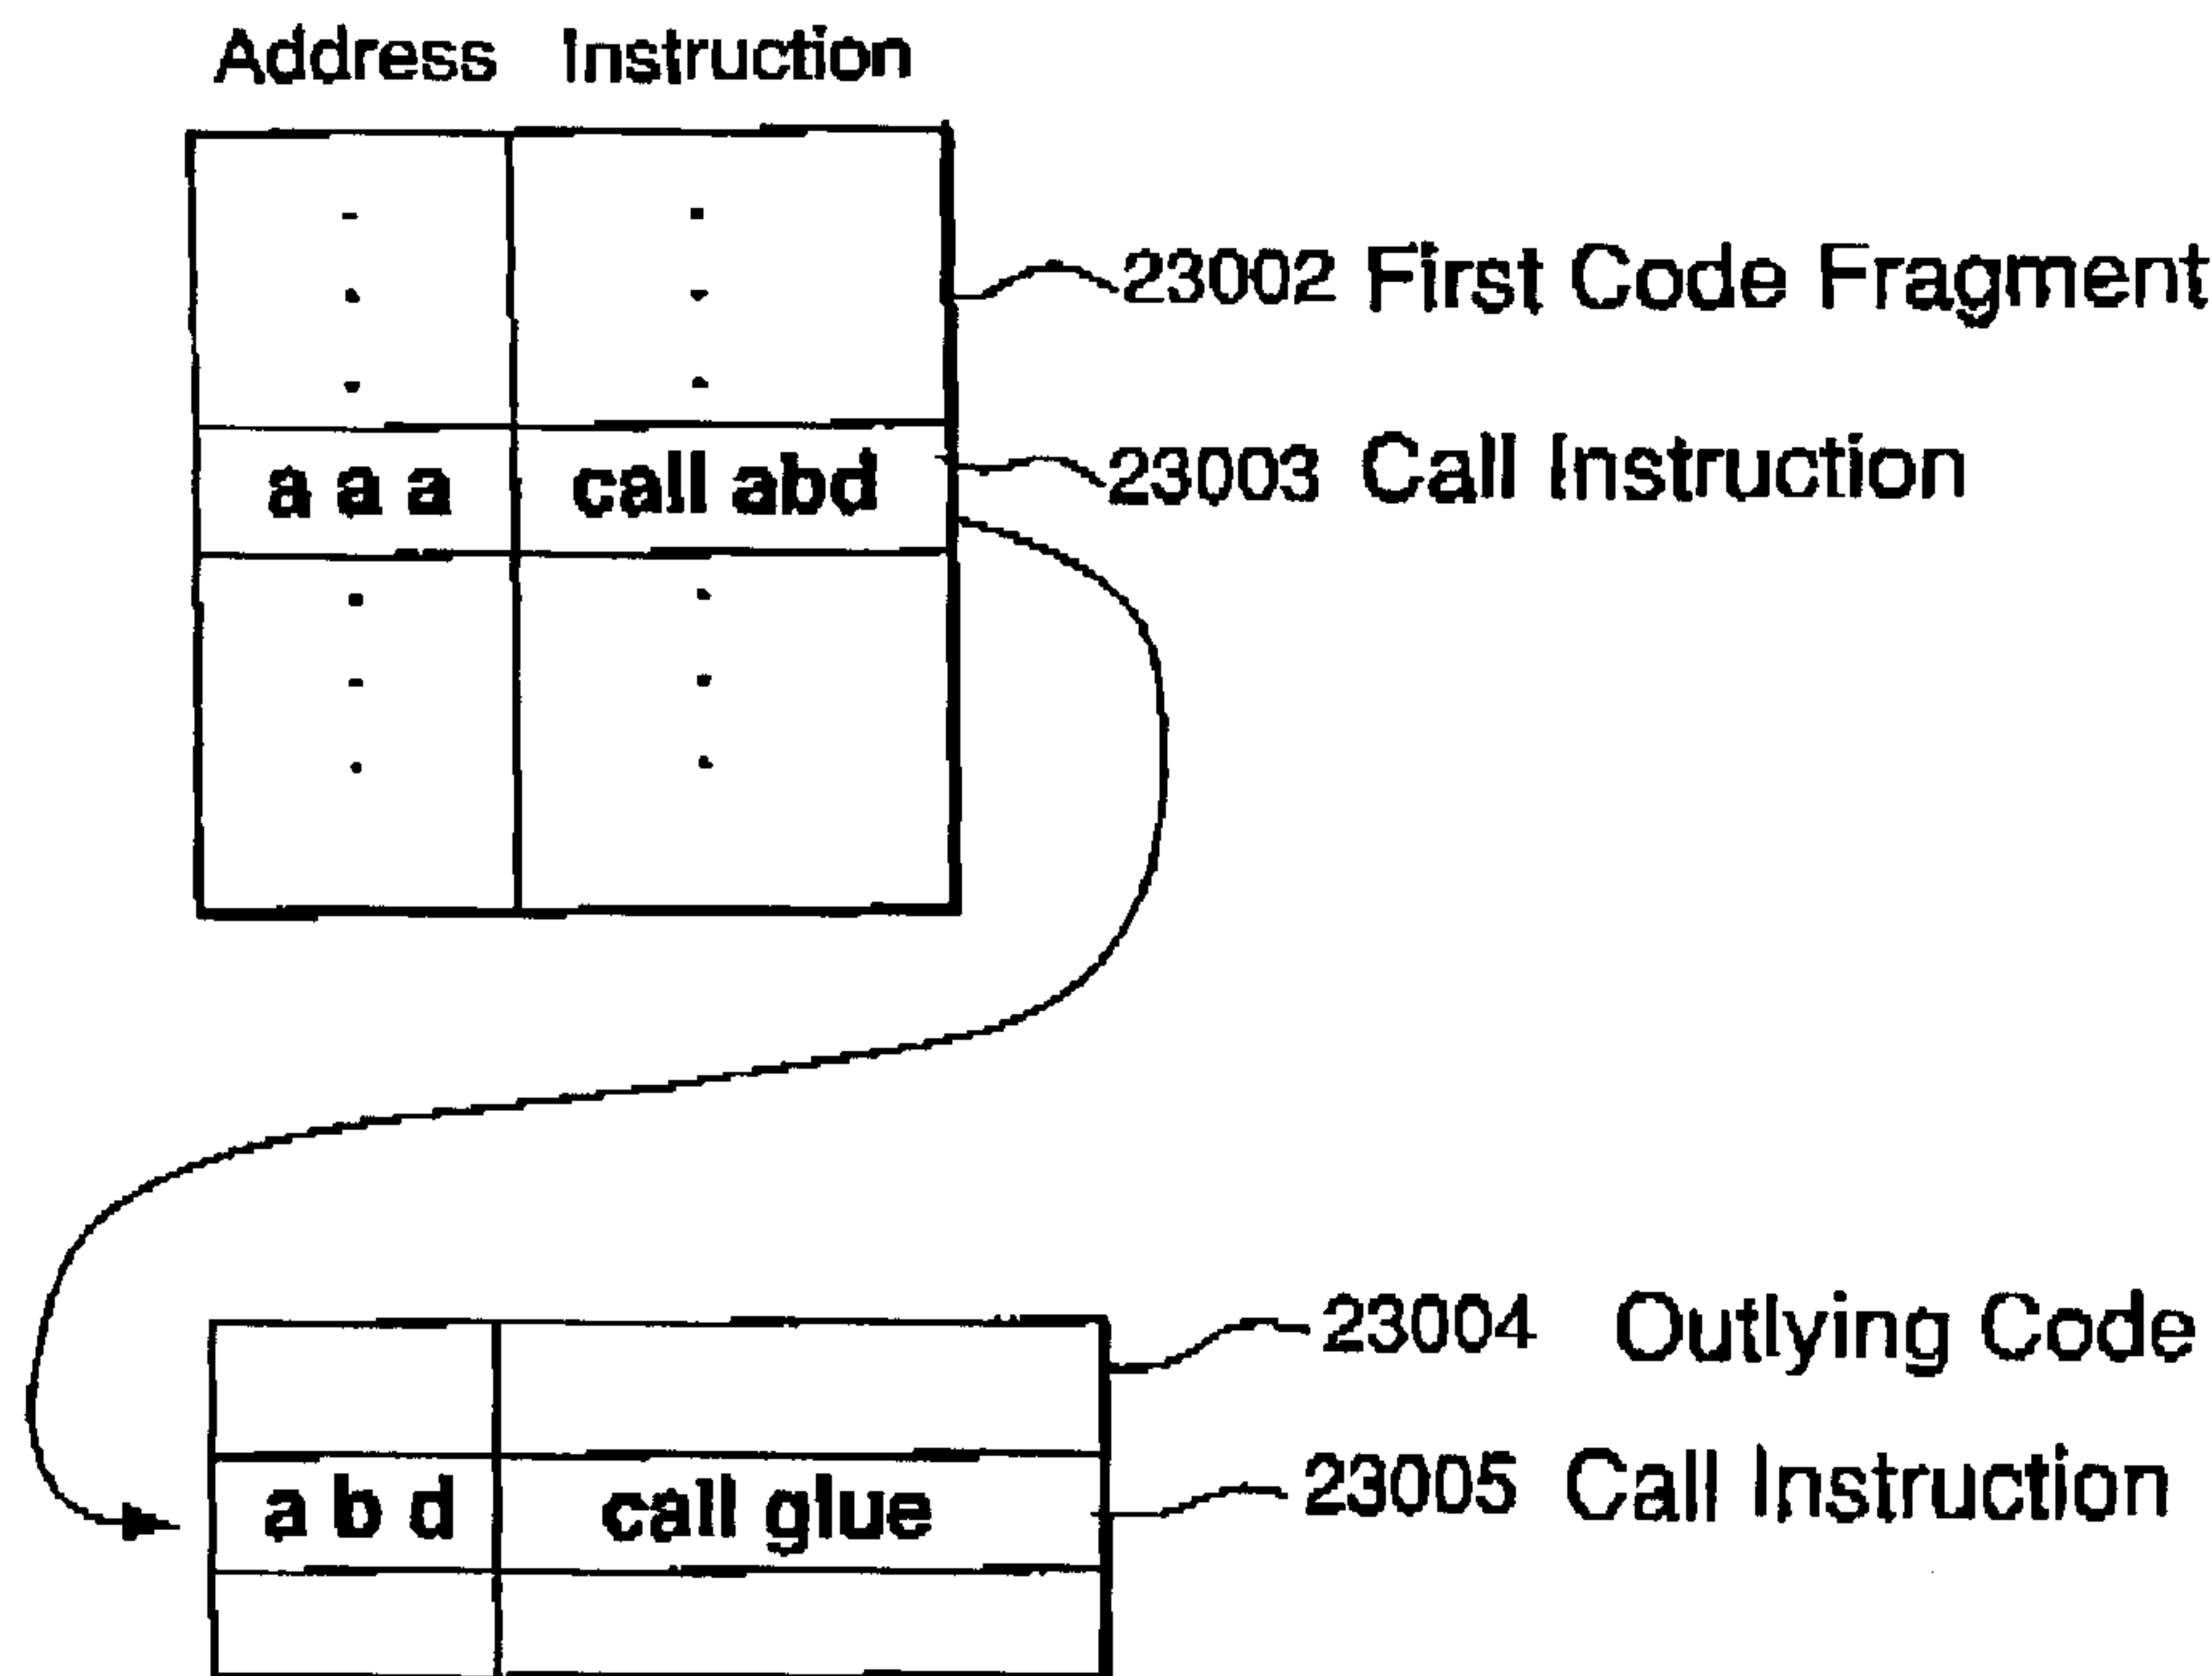 Address Instruction
23002 First Code Fragment
a a a call abd 23003 Call Instruction
23004 Outlying Code
a b d call glue 23005 Call Instruction